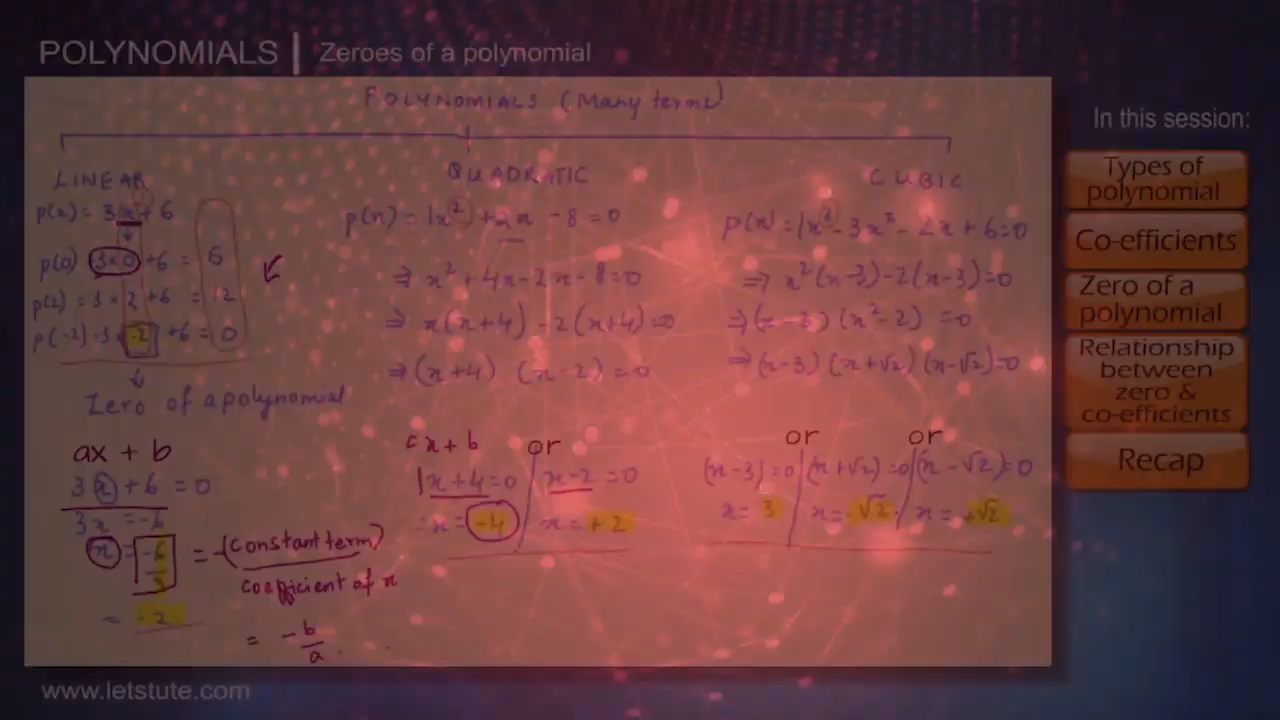 POLYNOMIALS | Zeroes of a polynomial
POLYNOMIALS (Many terms)
LINEAR
p(x) = 3x + 6
p(0) 3×0 +6 = 6
p(2) = 3 × 2 +6 = 12
p(-2) = 3 × -2 +6 = 0
Zero of a polynomial
ax + b
3x + 6 = 0
3x = -6
x = -6/3 = -(constant term)/coefficient of x
= -2
= -b/a
QUADRATIC
p(x) = 1x² + 2x - 8 = 0
⇒ x² + 4x - 2x - 8 = 0
⇒ x(x+4) - 2(x+4) = 0
⇒ (x+4) (x-2) = 0
x + b or
1x+4=0 / x-2 = 0
∴ x = -4 / x = +2
CUBIC
P(x) = 1x³ - 3x² - 2x + 6 = 0
⇒ x²(x-3) - 2(x-3) = 0
⇒ (x-3) (x²-2) = 0
⇒ (x-3) (x+√2) (x-√2) = 0
or or
(x-3) = 0 / (x+√2) = 0 / (x-√2) = 0
x = 3 / x = -√2 / x = +√2
In this session:
Types of
polynomial
Co-efficients
Zero of a
polynomial
Relationship
between
zero &
co-efficients
Recap
www.letstute.com